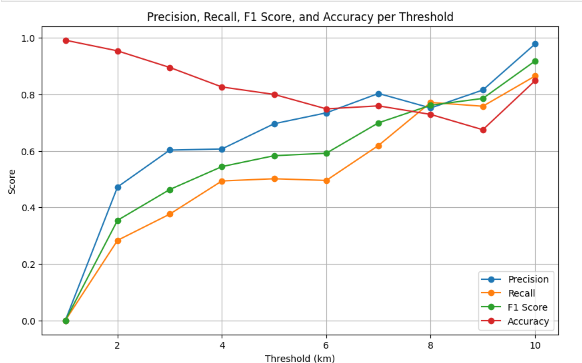 Precision, Recall, F1 Score, and Accuracy per Threshold
1.0
0.8
0.6
0.4
0.2
0.0
Score
2
4
6
8
10
Threshold (km)
Precision
Recall
F1 Score
Accuracy